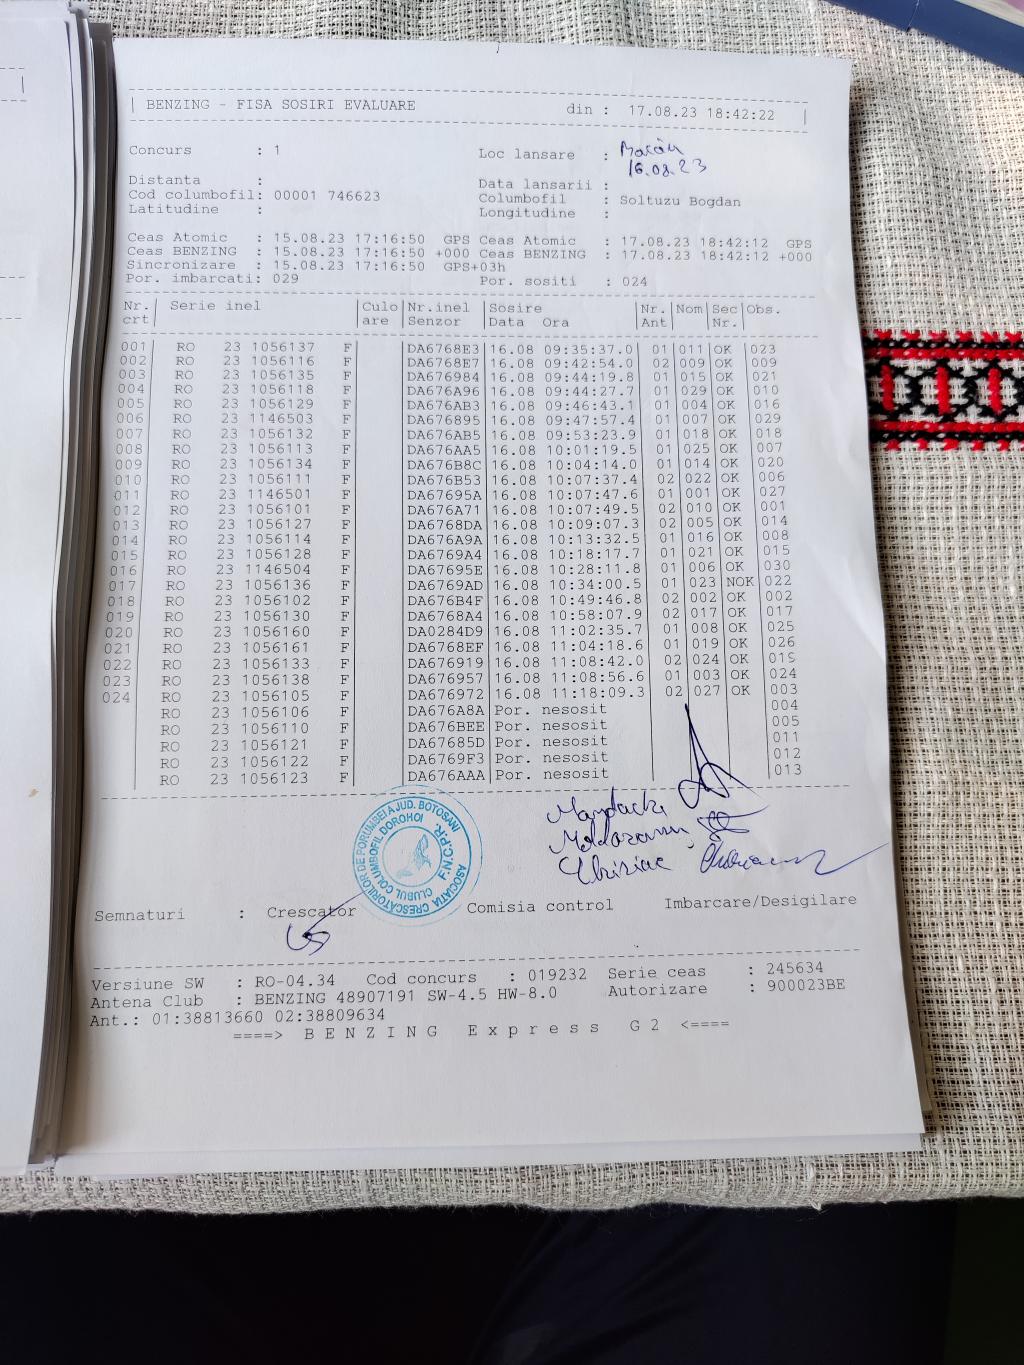 BENZING - FISA SOSIRI EVALUARE din : 17.08.23 18:42:22
Concurs : 1 Loc lansare :
16.08.23
Distanta : Data lansarii :
Cod columbofil: 00001 746623 Columbofil : Soltuzu Bogdan
Latitudine : Longitudine :
Ceas Atomic : 15.08.23 17:16:50 GPS Ceas Atomic : 17.08.23 18:42:12 GPS
Ceas BENZING : 15.08.23 17:16:50 +000 Ceas BENZING : 17.08.23 18:42:12 +000
Sincronizare : 15.08.23 17:16:50 GPS+03h
Por. imbarcati: 029 Por. sositi : 024
Nr. Serie inel Culo Nr.inel Sosire Nr. Nom Sec Obs.
crt are Senzor Data Ora Ant Nr.
001 RO 23 1056137 F DA6768E3 16.08 09:35:37.0 01 011 OK 023
002 RO 23 1056116 F DA6768E7 16.08 09:42:54.0 02 009 OK 009
003 RO 23 1056135 F DA676984 16.08 09:44:19.8 01 015 OK 021
004 RO 23 1056118 F DA676A96 16.08 09:44:27.7 01 029 OK 010
005 RO 23 1056129 F DA676AB3 16.08 09:46:43.1 01 004 OK 016
006 RO 23 1146503 F DA676895 16.08 09:47:57.4 01 007 OK 029
007 RO 23 1056132 F DA676AB5 16.08 09:53:23.9 01 018 OK 018
008 RO 23 1056113 F DA676AA5 16.08 10:01:19.5 01 025 OK 007
009 RO 23 1056134 F DA676B8C 16.08 10:04:14.0 01 014 OK 020
010 RO 23 1056111 F DA676B53 16.08 10:07:37.4 02 022 OK 006
011 RO 23 1146501 F DA67695A 16.08 10:07:47.6 01 001 OK 027
012 RO 23 1056101 F DA676A71 16.08 10:07:49.5 02 010 OK 001
013 RO 23 1056127 F DA6768DA 16.08 10:09:07.3 02 005 OK 014
014 RO 23 1056114 F DA676A9A 16.08 10:13:32.5 01 016 OK 008
015 RO 23 1056128 F DA6769A4 16.08 10:18:17.7 01 021 OK 015
016 RO 23 1146504 F DA67695E 16.08 10:28:11.8 01 006 OK 030
017 RO 23 1056136 F DA6769AD 16.08 10:34:00.5 01 023 NOK 022
018 RO 23 1056102 F DA676B4F 16.08 10:49:46.8 02 002 OK 002
019 RO 23 1056130 F DA6768A4 16.08 10:58:07.9 02 017 OK 017
020 RO 23 1056160 F DA0284D9 16.08 11:02:35.7 01 008 OK 025
021 RO 23 1056161 F DA6768EF 16.08 11:04:18.6 01 019 OK 026
022 RO 23 1056133 F DA676919 16.08 11:08:42.0 02 024 OK 019
023 RO 23 1056138 F DA676957 16.08 11:08:56.6 01 003 OK 024
024 RO 23 1056105 F DA676972 16.08 11:18:09.3 02 027 OK 003
RO 23 1056106 F DA676A8A Por. nesosit 004
RO 23 1056110 F DA676BEE Por. nesosit 005
RO 23 1056121 F DA67685D Por. nesosit 011
RO 23 1056122 F DA6769F3 Por. nesosit 012
RO 23 1056123 F DA676AAA Por. nesosit 013
ASOCIATIA CRESCATORILOR DE PORUMBEI A JUD. BOTOSANI
CLUBUL COLUMBOFIL DOROHOI
F.N.C.P.R.
Semnaturi : Crescator Comisia control Imbarcare/Desigilare
Versiune SW : RO-04.34 Cod concurs : 019232 Serie ceas : 245634
Antena Club : BENZING 48907191 SW-4.5 HW-8.0 Autorizare : 900023BE
Ant.: 01:38813660 02:38809634
====> BENZING Express G2 <====